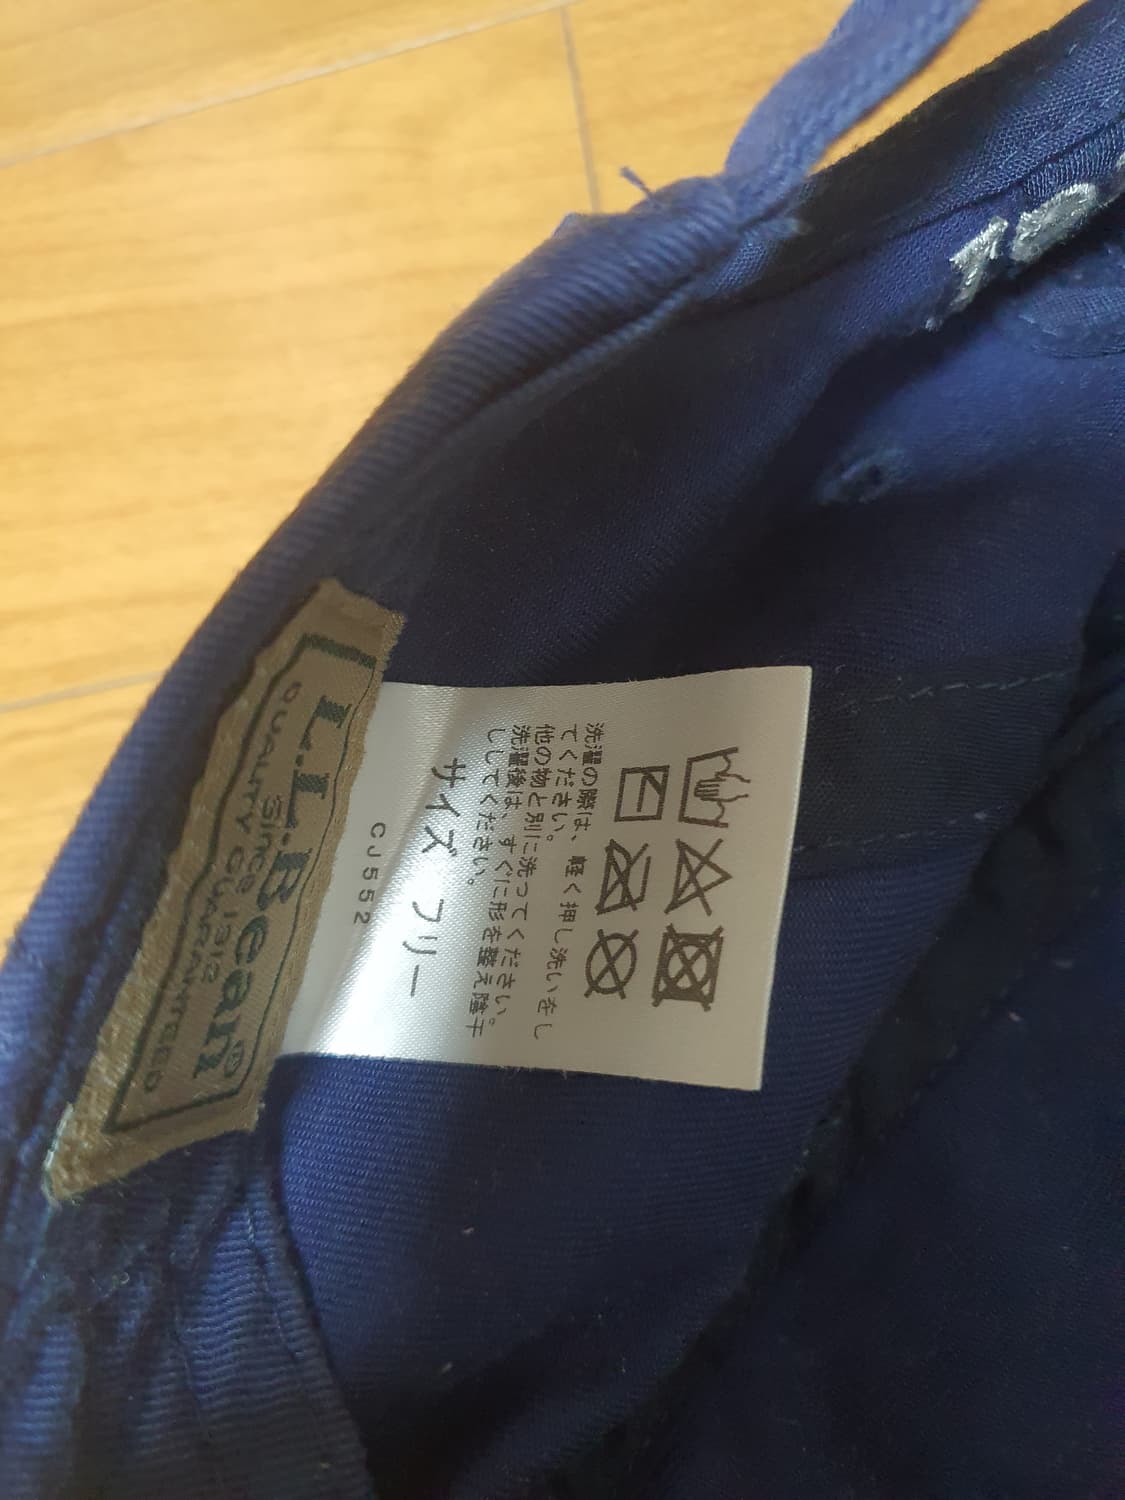 L.L.Bean®
Since 1912
QUALITY GUARANTEED
洗濯の際は、軽く押し洗いをし
てください。
他の物と別に洗ってください。
洗濯後は、すぐに形を整え陰干
ししてください。
サイズ フリー
CJ552